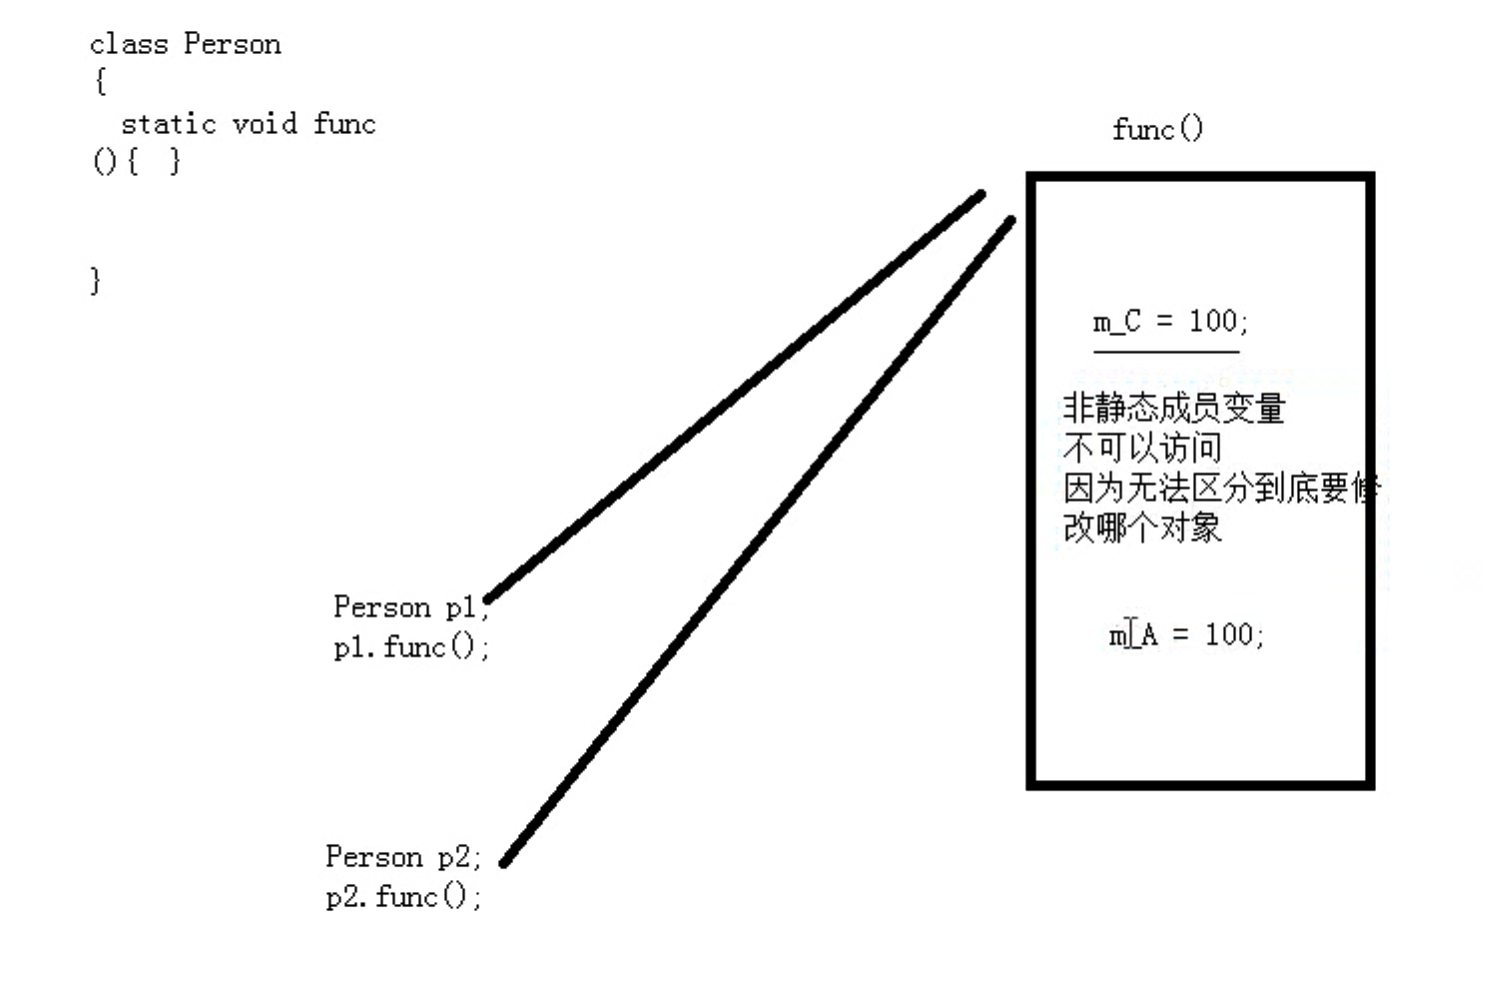 class Person
{
static void func
(){ }
}
func()
m_C = 100;
非静态成员变量
不可以访问
因为无法区分到底要修
改哪个对象
m_A = 100;
Person p1;
p1.func();
Person p2;
p2.func();